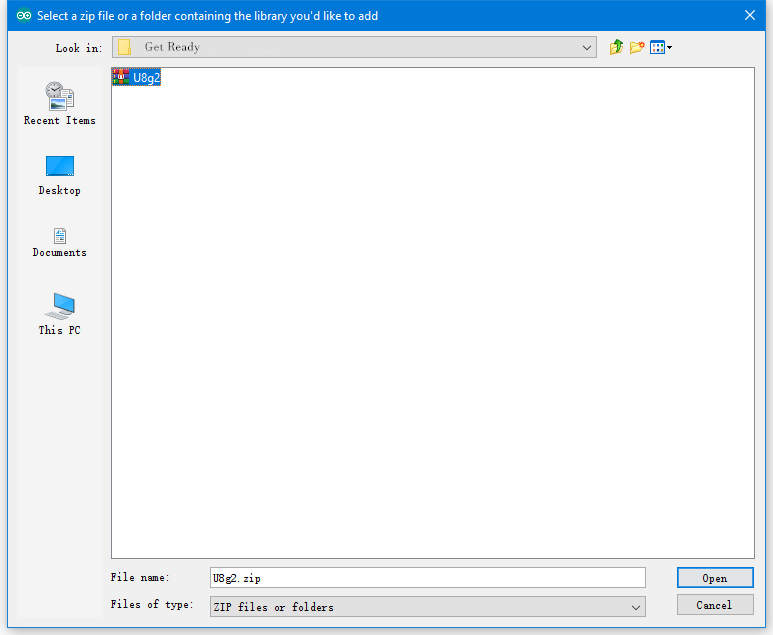 Select a zip file or a folder containing the library you'd like to add
Look in: Get Ready
U8g2
Recent Items
Desktop
Documents
This PC
File name: U8g2.zip Open
Files of type: ZIP files or folders Cancel